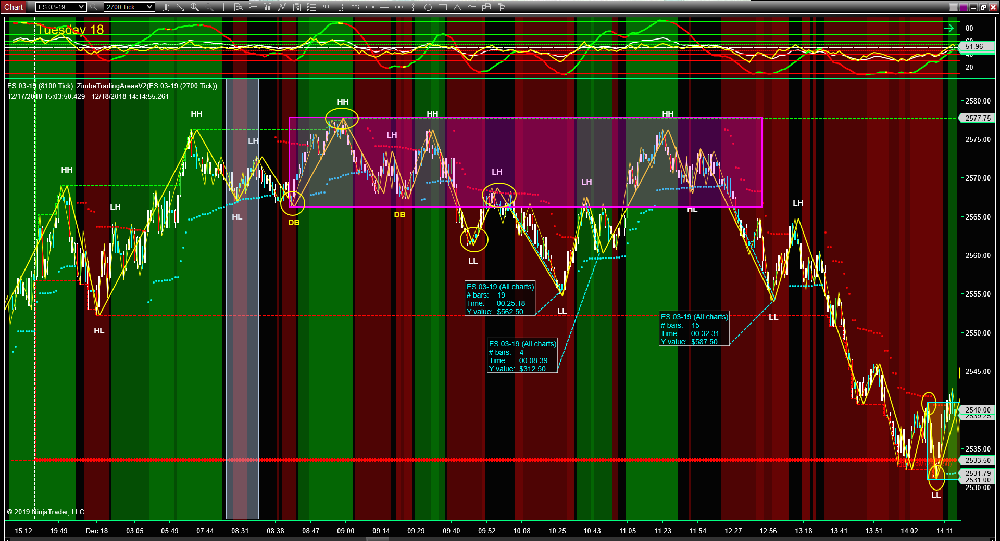 Chart
ES 03-19
2700 Tick
Tuesday 18
80
60
51.96
40
20
ES 03-19 (8100 Tick), ZimbaTradingAreasV2(ES 03-19 (2700 Tick))
12/17/2018 15:03:50.429 - 12/18/2018 14:14:55.261
2580.00
HH
HH
HH
HH
2577.75
LH
LH
2575.00
HH
LH
LH
2570.00
LH
LH
HL
HL
DB
DB
2565.00
LL
2560.00
ES 03-19 (All charts)
# bars: 19
Time: 00:25:18
Y value: $562.50
2555.00
LL
ES 03-19 (All charts)
# bars: 15
Time: 00:32:31
Y value: $587.50
LL
HL
2550.00
ES 03-19 (All charts)
# bars: 4
Time: 00:08:39
Y value: $312.50
2545.00
2540.00
2539.25
2535.00
2533.50
2531.79
2531.00
2530.00
LL
© 2019 NinjaTrader, LLC
15:12 19:49 Dec 18 03:05 05:49 07:44 08:31 08:38 08:47 09:00 09:14 09:29 09:40 09:52 10:08 10:25 10:43 11:05 11:23 11:54 12:27 12:56 13:18 13:41 13:51 14:02 14:11